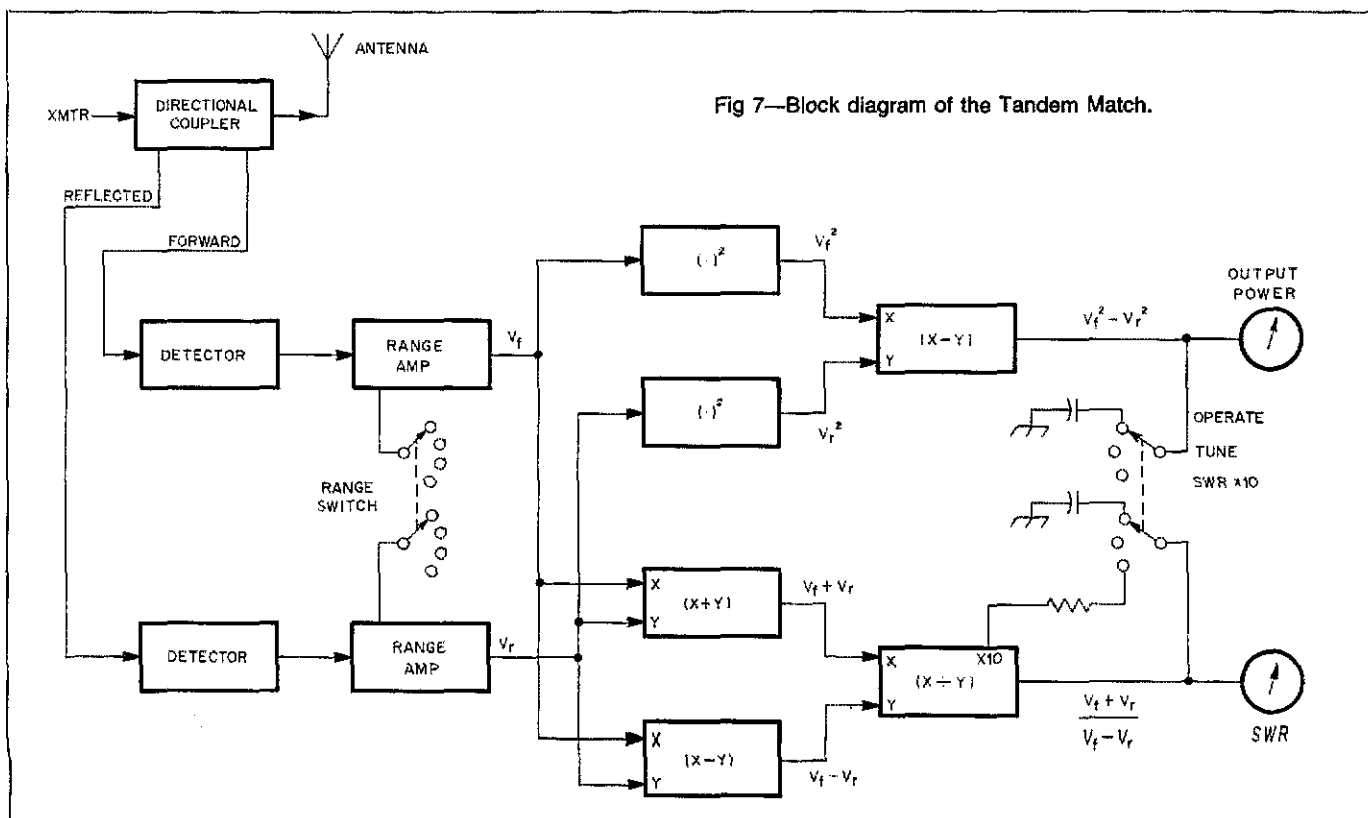 ANTENNA
Fig 7—Block diagram of the Tandem Match.
XMTR
DIRECTIONAL
COUPLER
REFLECTED
FORWARD
DETECTOR
RANGE
AMP
Vf
(·)²
Vf²
(·)²
Vr²
X
Y
(X-Y)
Vf² - Vr²
OUTPUT
POWER
OPERATE
TUNE
SWR x10
RANGE
SWITCH
DETECTOR
RANGE
AMP
Vr
X
Y
(X+Y)
Vf + Vr
X
Y
(X-Y)
Vf - Vr
X
Y
X10
(X÷Y)
Vf + Vr
Vf - Vr
SWR